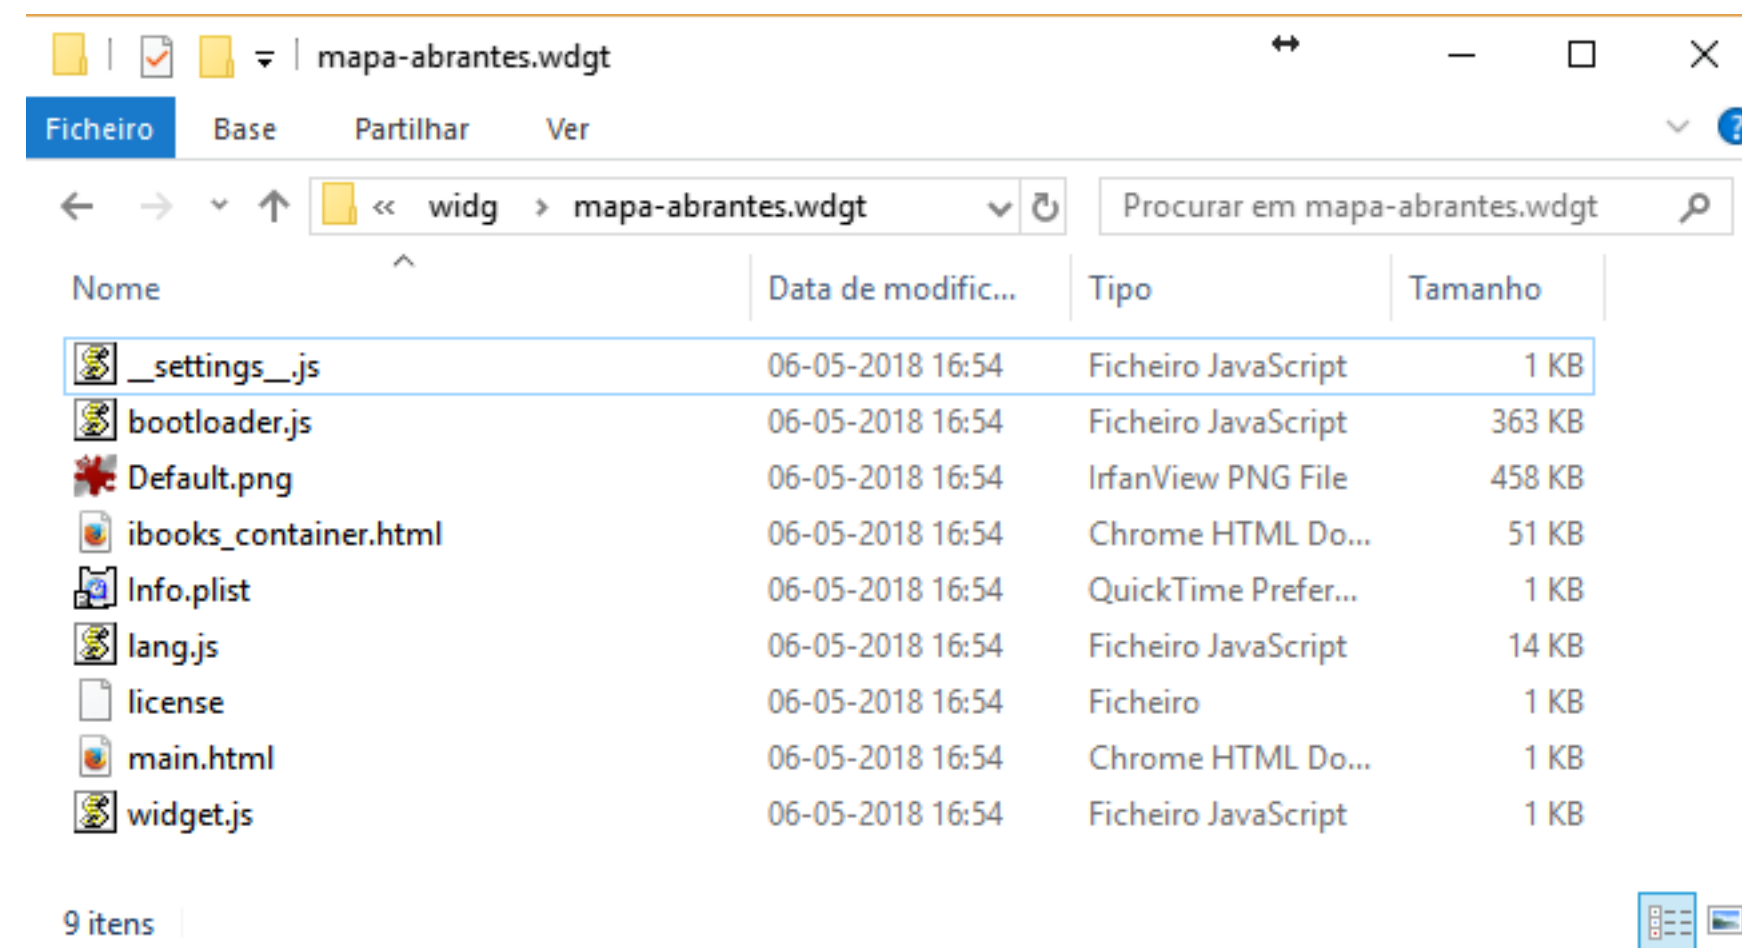 mapa-abrantes.wdgt
Ficheiro Base Partilhar Ver ?
« widg > mapa-abrantes.wdgt Procurar em mapa-abrantes.wdgt
Nome Data de modific... Tipo Tamanho
__settings__.js 06-05-2018 16:54 Ficheiro JavaScript 1 KB
bootloader.js 06-05-2018 16:54 Ficheiro JavaScript 363 KB
Default.png 06-05-2018 16:54 IrfanView PNG File 458 KB
ibooks_container.html 06-05-2018 16:54 Chrome HTML Do... 51 KB
Info.plist 06-05-2018 16:54 QuickTime Prefer... 1 KB
lang.js 06-05-2018 16:54 Ficheiro JavaScript 14 KB
license 06-05-2018 16:54 Ficheiro 1 KB
main.html 06-05-2018 16:54 Chrome HTML Do... 1 KB
widget.js 06-05-2018 16:54 Ficheiro JavaScript 1 KB
9 itens